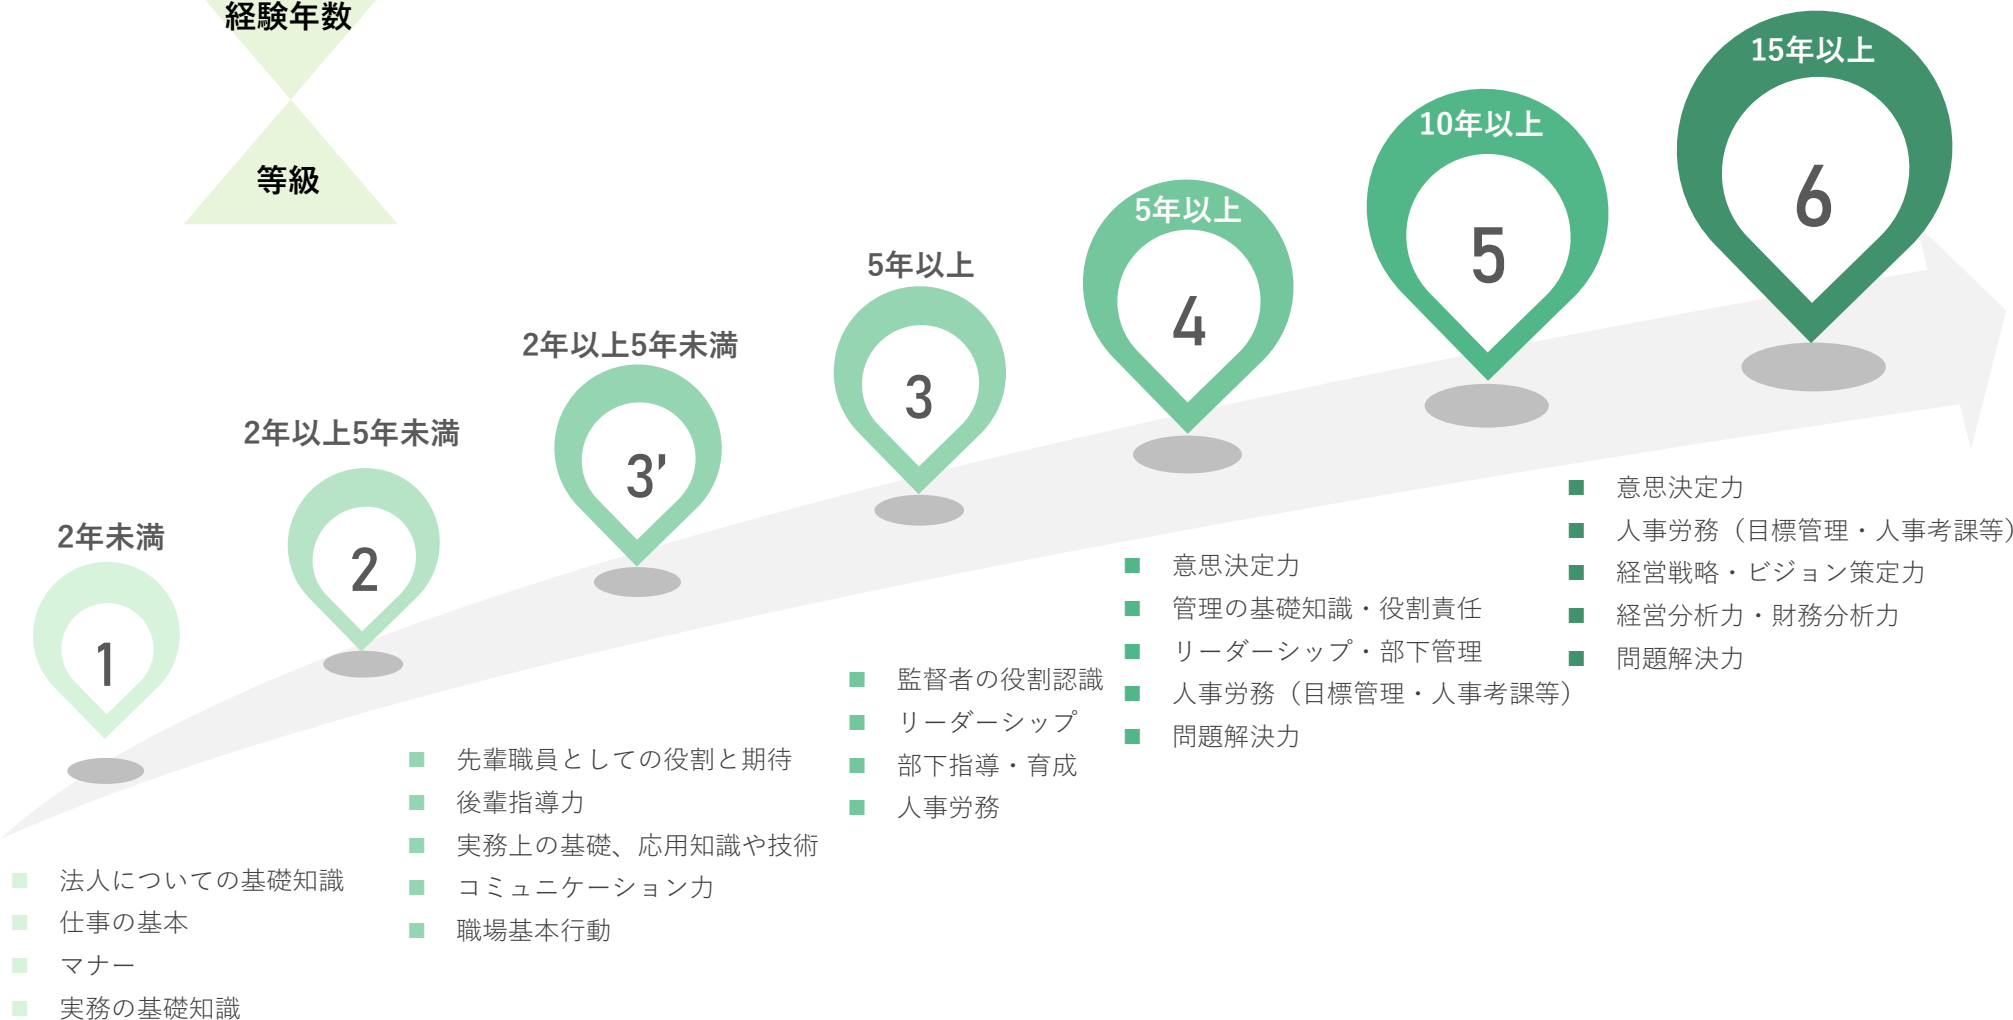 経験年数
等級
2年未満
1
2年以上5年未満
2
2年以上5年未満
3’
5年以上
3
5年以上
4
10年以上
5
15年以上
6
法人についての基礎知識
仕事の基本
マナー
実務の基礎知識
先輩職員としての役割と期待
後輩指導力
実務上の基礎、応用知識や技術
コミュニケーション力
職場基本行動
監督者の役割認識
リーダーシップ
部下指導・育成
人事労務
意思決定力
管理の基礎知識・役割責任
リーダーシップ・部下管理
人事労務（目標管理・人事考課等）
問題解決力
意思決定力
人事労務（目標管理・人事考課等）
経営戦略・ビジョン策定力
経営分析力・財務分析力
問題解決力